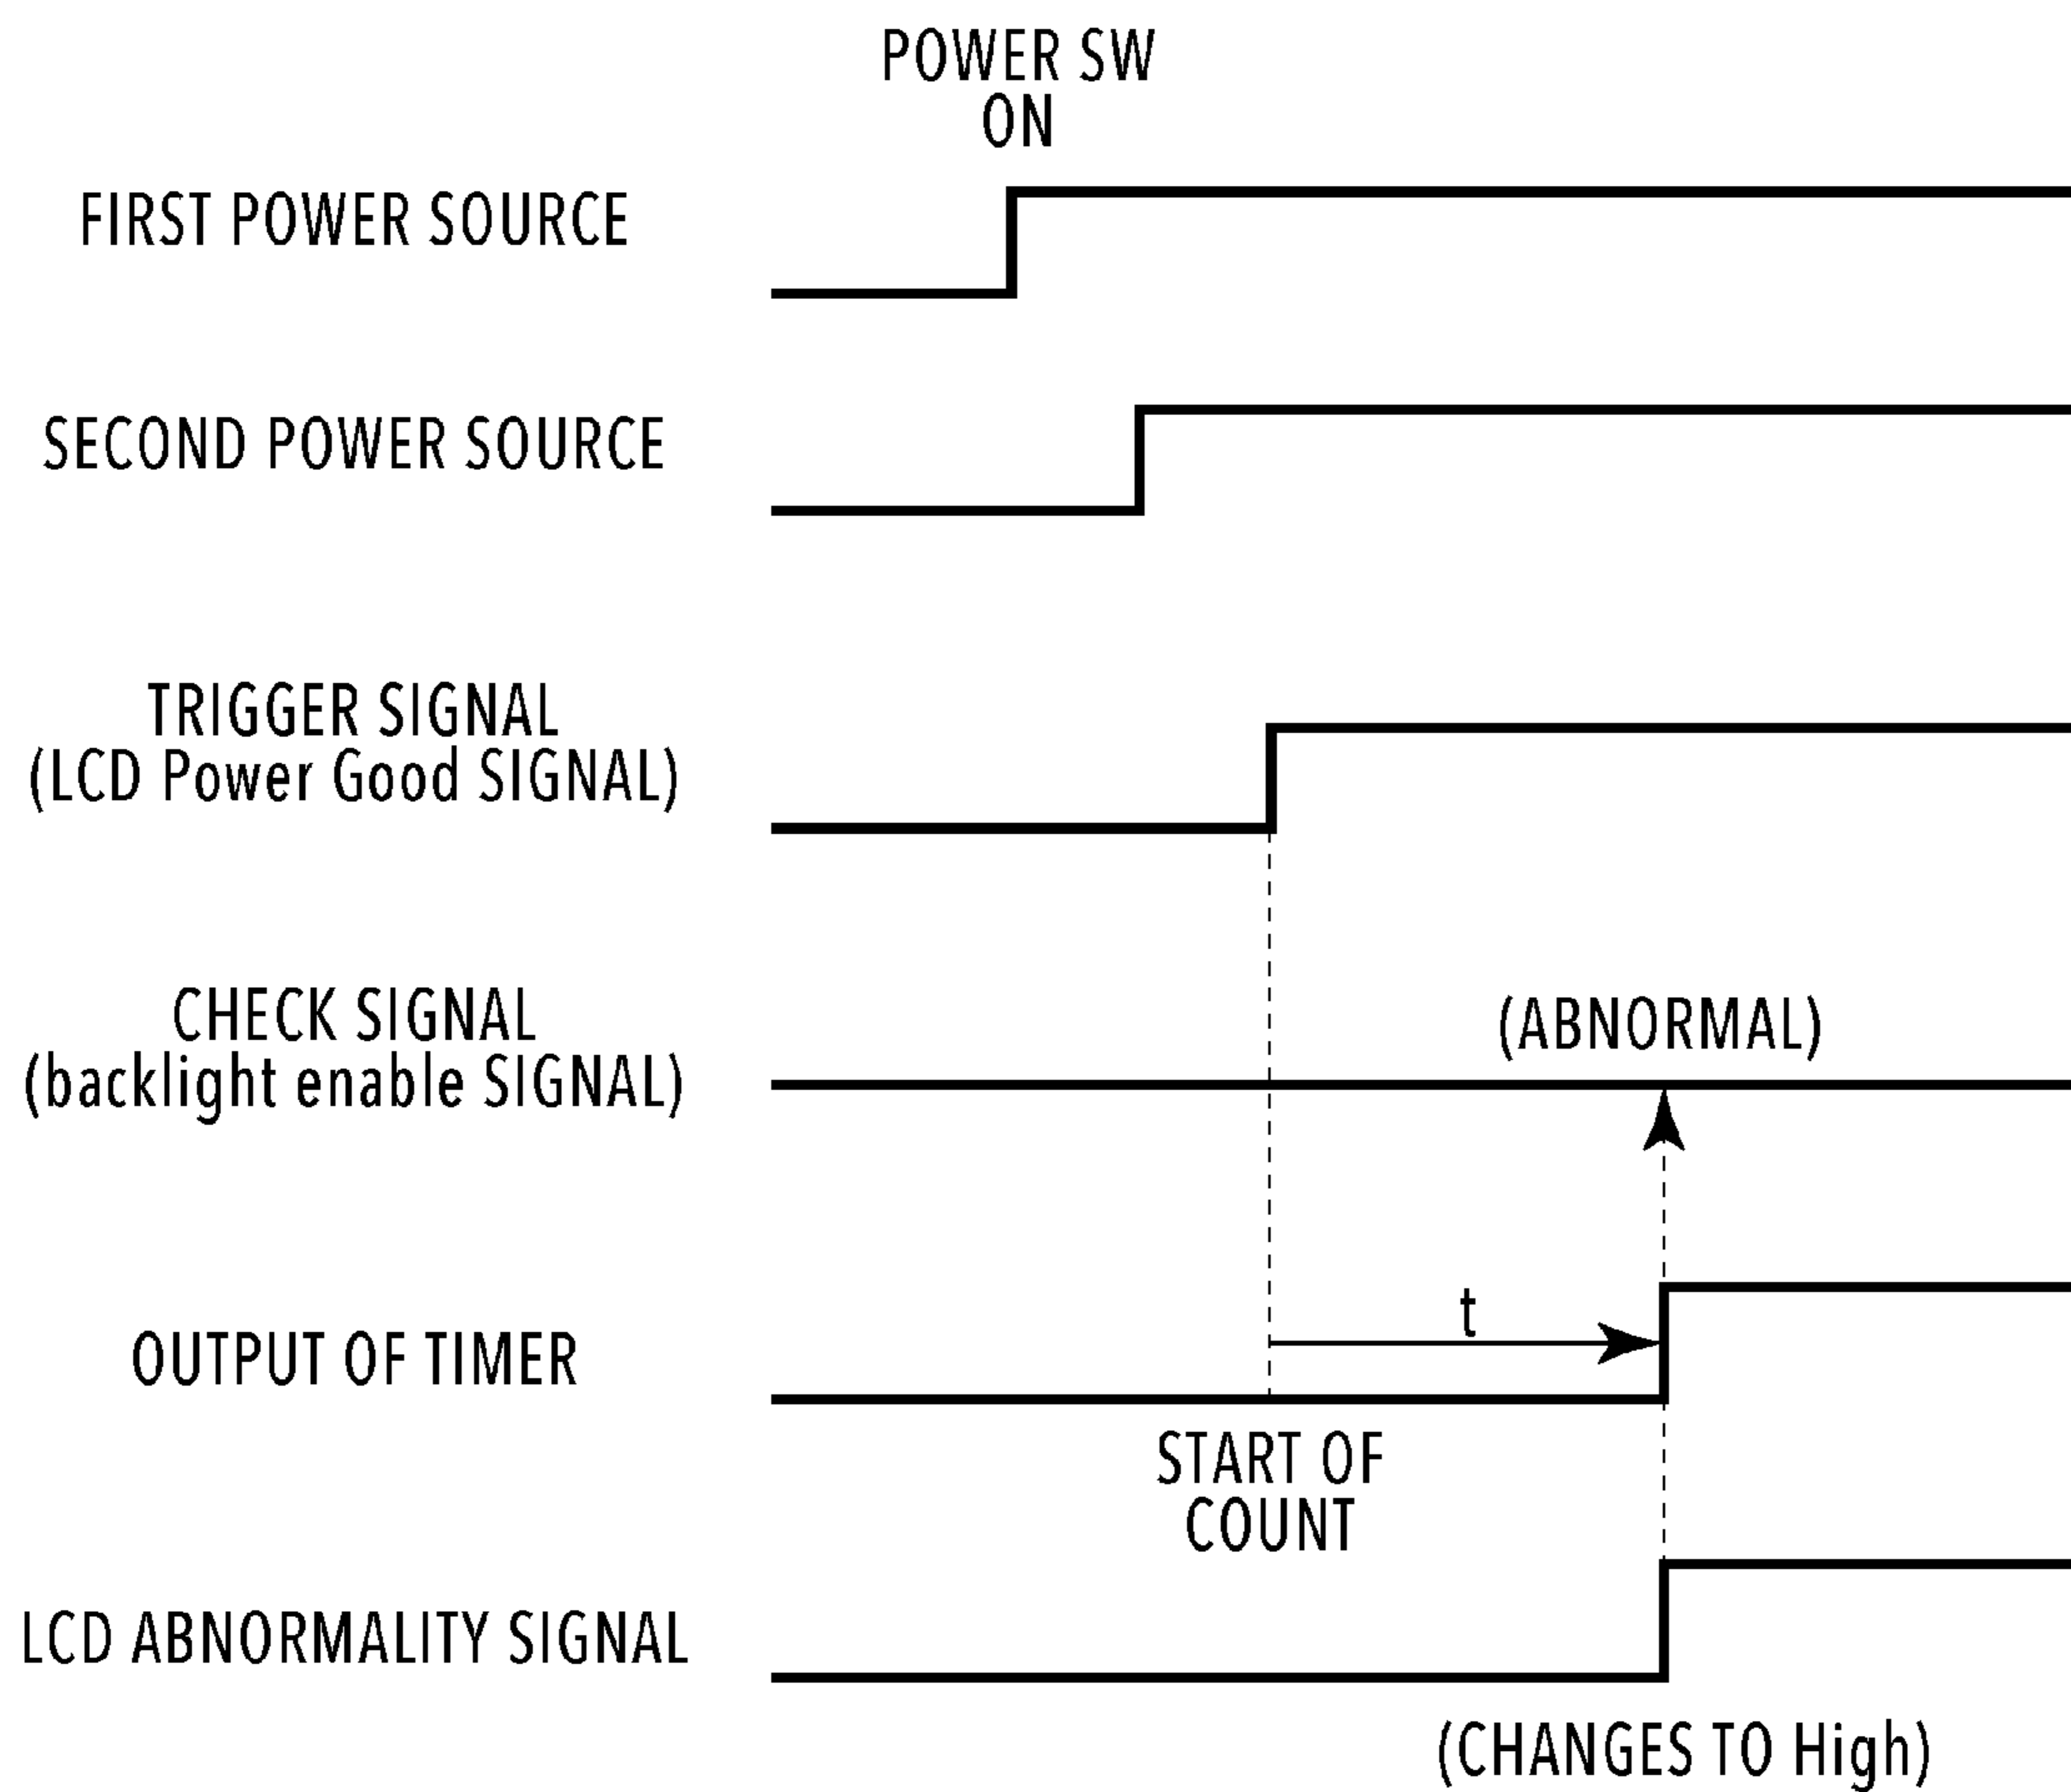 POWER SW
ON
FIRST POWER SOURCE
SECOND POWER SOURCE
TRIGGER SIGNAL
(LCD Power Good SIGNAL)
CHECK SIGNAL
(backlight enable SIGNAL)
(ABNORMAL)
OUTPUT OF TIMER
t
START OF
COUNT
LCD ABNORMALITY SIGNAL
(CHANGES TO High)